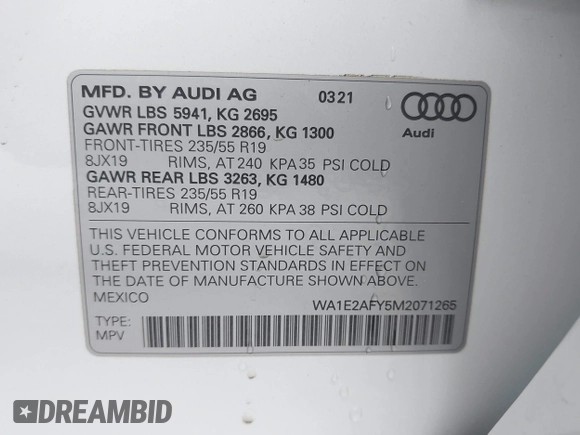 MFD. BY AUDI AG 0321
GVWR LBS 5941, KG 2695
GAWR FRONT LBS 2866, KG 1300
FRONT-TIRES 235/55 R19
8JX19 RIMS, AT 240 KPA 35 PSI COLD
GAWR REAR LBS 3263, KG 1480
REAR-TIRES 235/55 R19
8JX19 RIMS, AT 260 KPA 38 PSI COLD
Audi
THIS VEHICLE CONFORMS TO ALL APPLICABLE
U.S. FEDERAL MOTOR VEHICLE SAFETY AND
THEFT PREVENTION STANDARDS IN EFFECT ON
THE DATE OF MANUFACTURE SHOWN ABOVE.
MEXICO WA1E2AFY5M2071265
TYPE:
MPV
DREAMBID